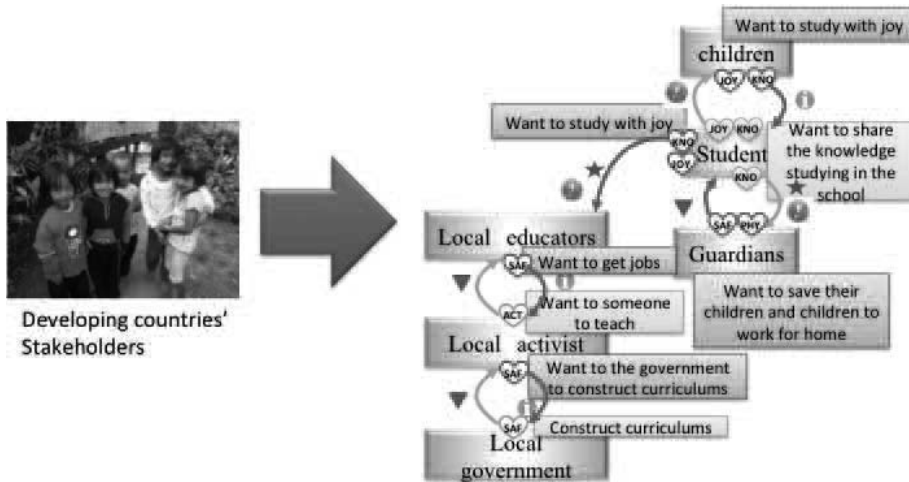 Want to study with joy
children
JOY KNO
i
Want to study with joy
KNO
JOY
JOY KNO
Student
KNO
Want to share
the knowledge
studying in the
school
SAF PHY
Guardians
Want to save their
children and children to
work for home
Developing countries'
Stakeholders
Local educators
SAF
Want to get jobs
ACT
Want to someone
to teach
Local activist
SAF
Want to the government
to construct curriculums
SAF
Construct curriculums
Local
government